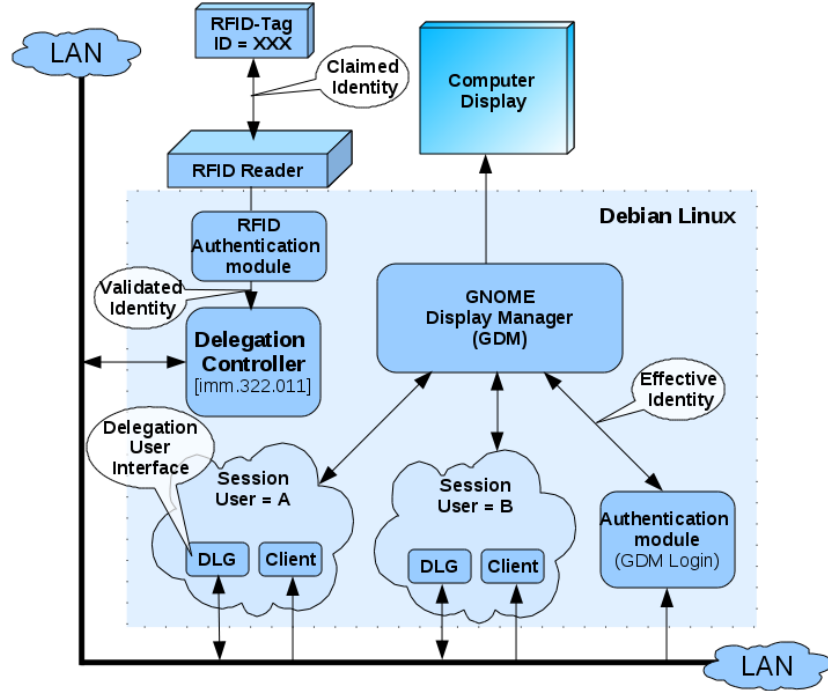 LAN
RFID-Tag
ID = XXX
Claimed
Identity
Computer
Display
RFID Reader
Debian Linux
RFID
Authentication
module
Validated
Identity
GNOME
Display Manager
(GDM)
Delegation
Controller
[imm.322.011]
Effective
Identity
Delegation
User
Interface
Session
User = A
DLG
Client
Session
User = B
DLG
Client
Authentication
module
(GDM Login)
LAN